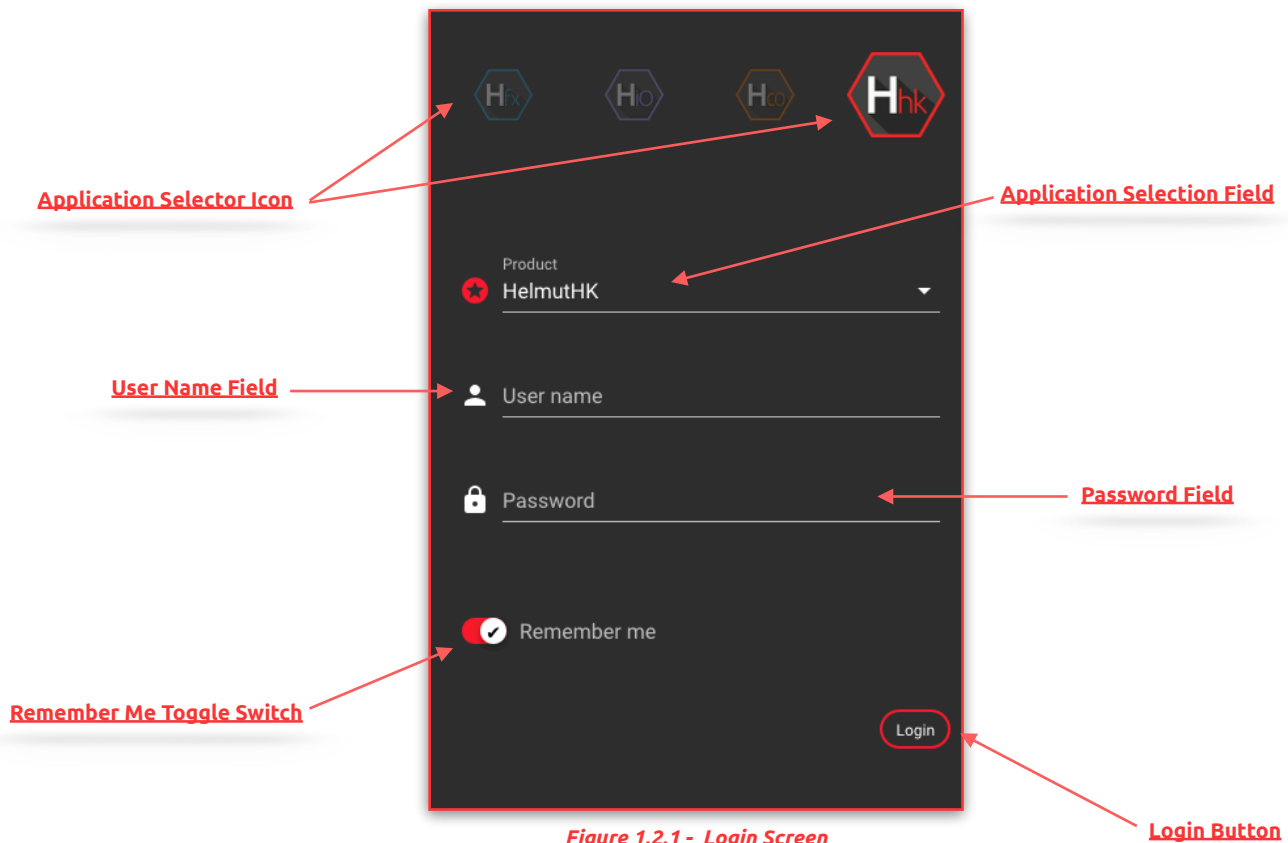 Hfx HIO Hco Hhk
Application Selector Icon
Application Selection Field
Product
HelmutHK
User Name Field
User name
Password
Password Field
Remember me
Remember Me Toggle Switch
Login
Login Button
Figure 1.2.1 - Login Screen